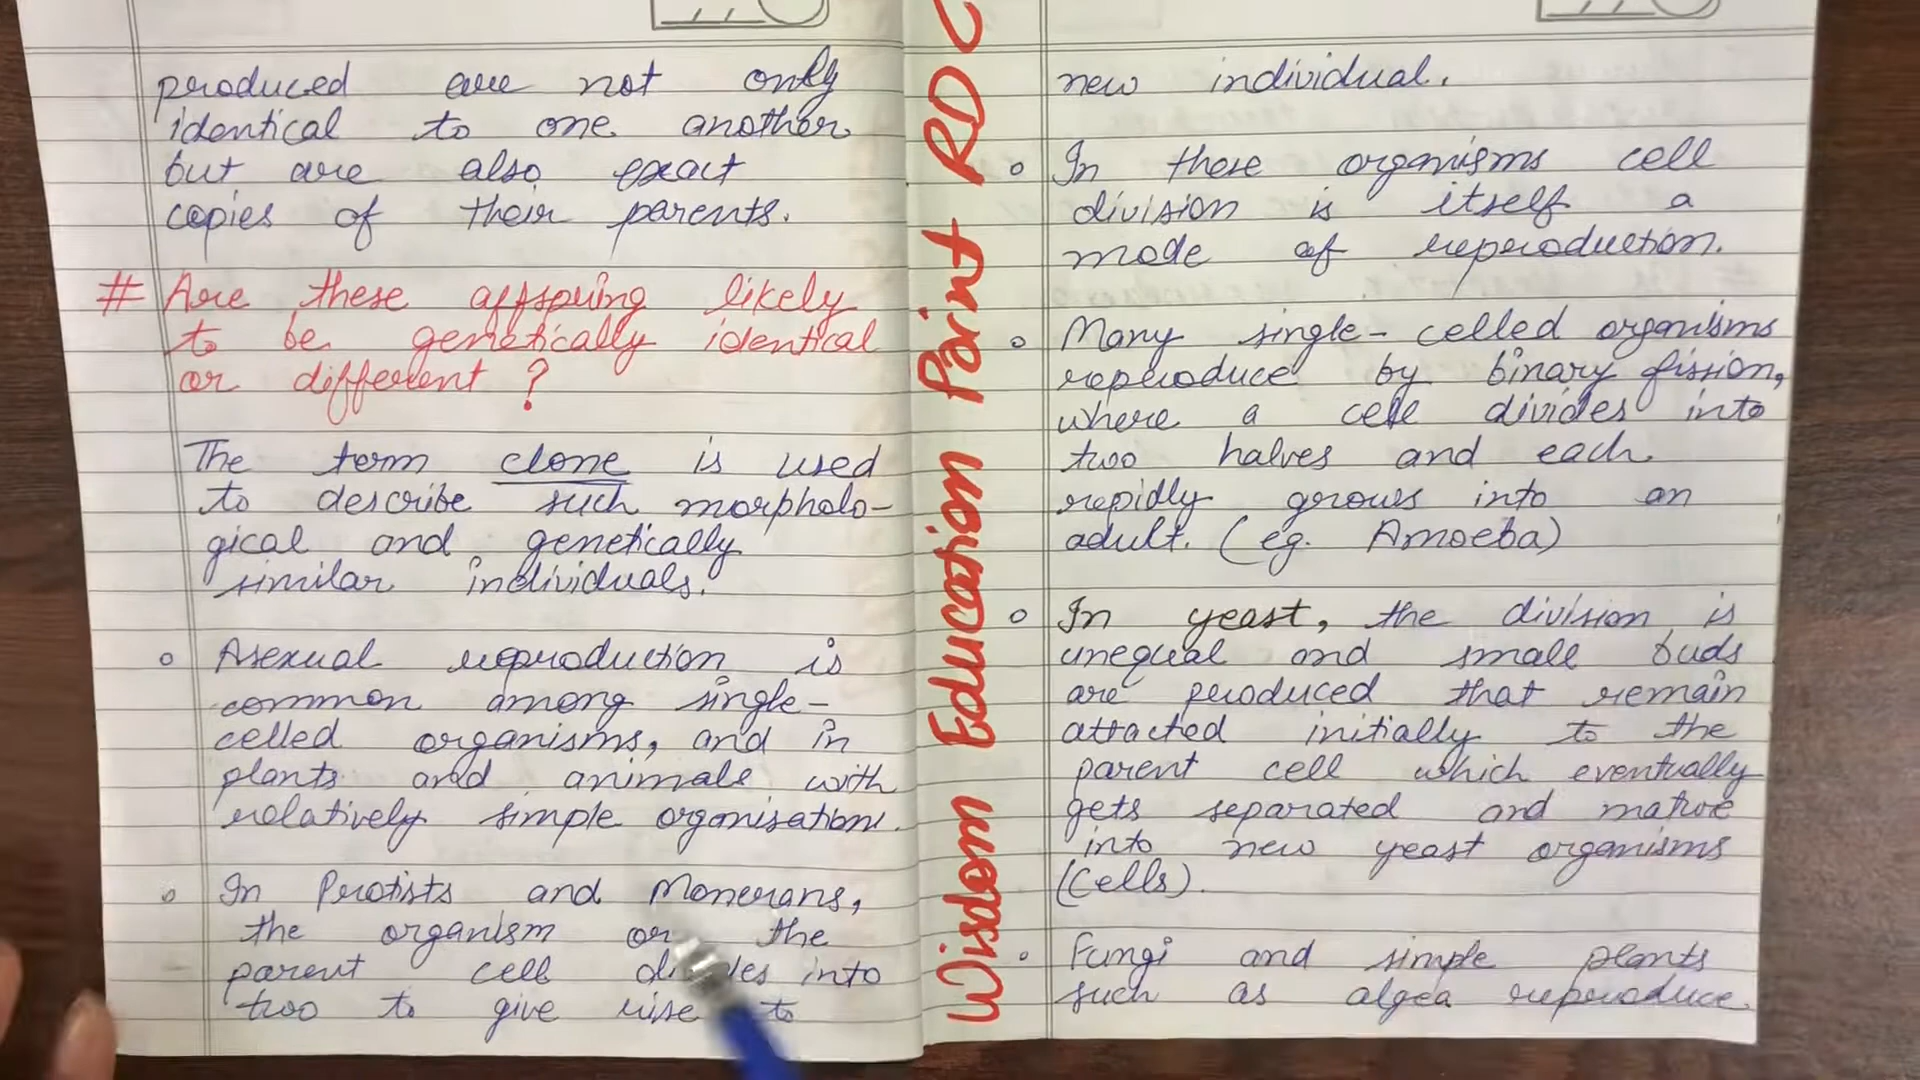 produced are not only
identical to one another
but are also exact
copies of their parents.
# Are these offspring likely
to be genetically identical
or different ?
The term clone is used
to describe such morpholo-
gical and genetically
similar individuals.
Asexual reproduction is
common among single-
celled organisms, and in
plants and animals with
relatively simple organisation.
In Protists and Monerans,
the organism or the
parent cell divides into
two to give rise to
Wisdom Education Point RDC
new individual.
In these organisms cell
division is itself a
mode of reproduction.
Many single-celled organisms
reproduce by binary fission,
where a cell divides into
two halves and each
rapidly grows into an
adult. (eg. Amoeba)
In yeast, the division is
unequal and small buds
are produced that remain
attacted initially to the
parent cell which eventually
gets separated and mature
into new yeast organisms
(Cells).
Fungi and simple plants
such as algea reproduce